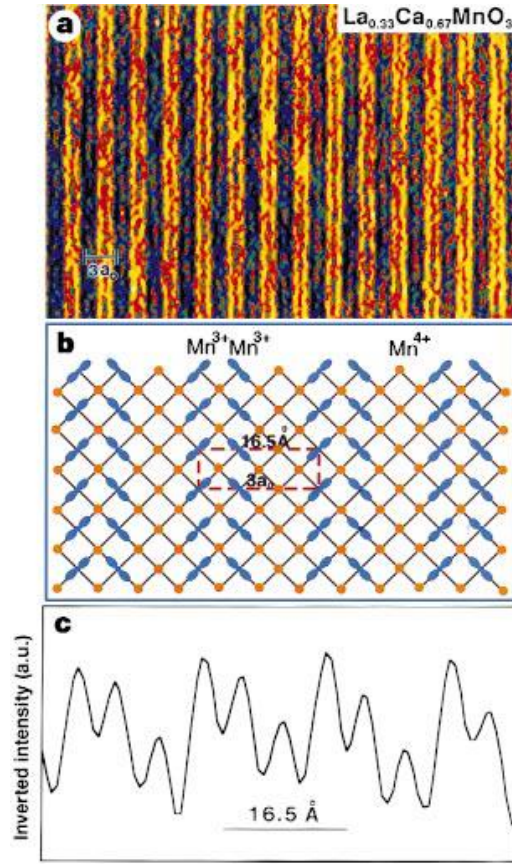 a
La0.33Ca0.67MnO3
3a0
b
Mn3+Mn3+ Mn4+
16.5Å
3a0
c
Inverted intensity (a.u.)
16.5 Å